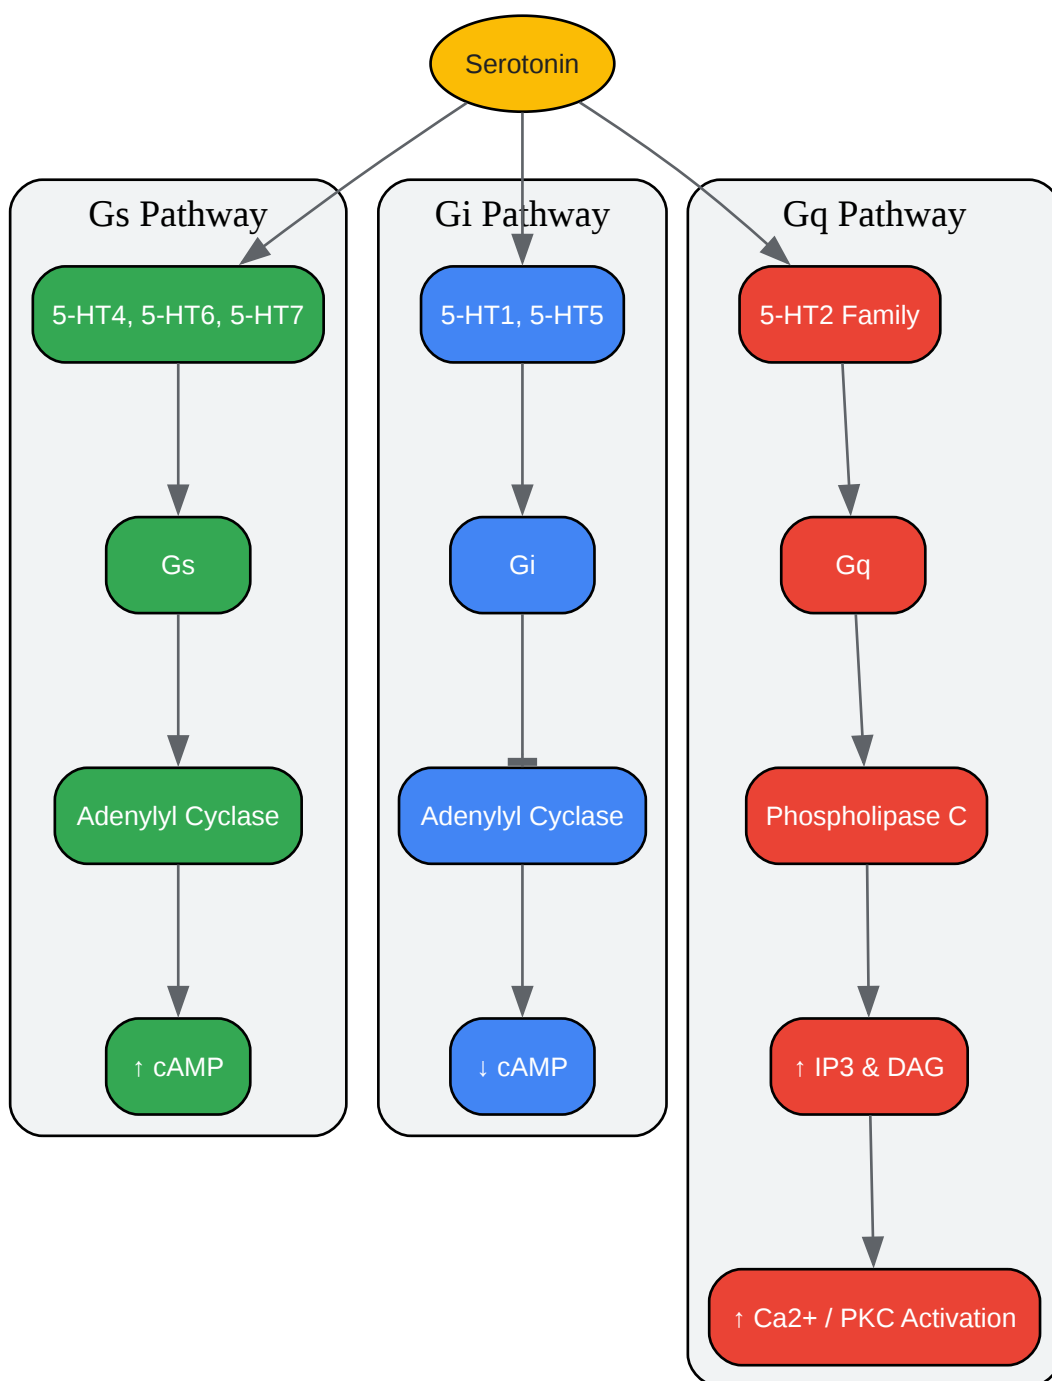 Serotonin
Gs Pathway
5-HT4, 5-HT6, 5-HT7
Gs
Adenylyl Cyclase
↑ cAMP
Gi Pathway
5-HT1, 5-HT5
Gi
Adenylyl Cyclase
↓ cAMP
Gq Pathway
5-HT2 Family
Gq
Phospholipase C
↑ IP3 & DAG
↑ Ca2+ / PKC Activation